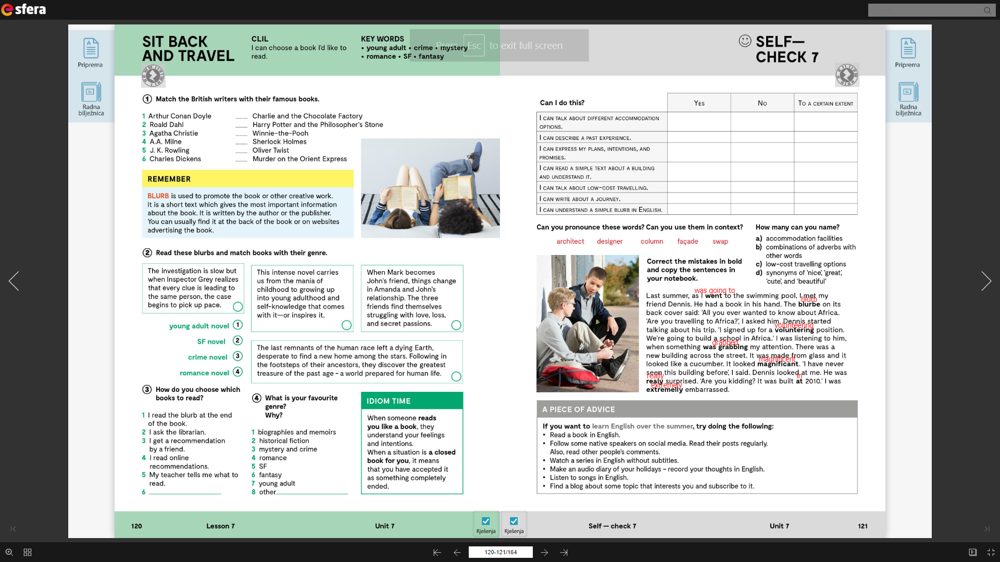 sfera
Press Esc to exit full screen
Priprema
Radna
bilježnica
SIT BACK
AND TRAVEL
CLIL
I can choose a book I'd like to
read.
KEY WORDS
• young adult • crime • mystery
• romance • SF • fantasy
1 Match the British writers with their famous books.
1 Arthur Conan Doyle ____ Charlie and the Chocolate Factory
2 Roald Dahl ____ Harry Potter and the Philosopher's Stone
3 Agatha Christie ____ Winnie-the-Pooh
4 A.A. Milne ____ Sherlock Holmes
5 J. K. Rowling ____ Oliver Twist
6 Charles Dickens ____ Murder on the Orient Express
REMEMBER
BLURB is used to promote the book or other creative work.
It is a short text which gives the most important information
about the book. It is written by the author or the publisher.
You can usually find it at the back of the book or on websites
advertising the book.
2 Read these blurbs and match books with their genre.
The investigation is slow but
when Inspector Grey realizes
that every clue is leading to
the same person, the case
begins to pick up pace.
This intense novel carries
us from the mania of
childhood to growing up
into young adulthood and
self-knowledge that comes
with it—or inspires it.
When Mark becomes
John's friend, things change
in Amanda and John's
relationship. The three
friends find themselves
struggling with love, loss,
and secret passions.
young adult novel 1
SF novel 2
crime novel 3
romance novel 4
The last remnants of the human race left a dying Earth,
desperate to find a new home among the stars. Following in
the footsteps of their ancestors, they discover the greatest
treasure of the past age - a world prepared for human life.
3 How do you choose which
books to read?
1 I read the blurb at the end
of the book.
2 I ask the librarian.
3 I get a recommendation
by a friend.
4 I read online
recommendations.
5 My teacher tells me what to
read.
6 ____
4 What is your favourite
genre?
Why?
1 biographies and memoirs
2 historical fiction
3 mystery and crime
4 romance
5 SF
6 fantasy
7 young adult
8 other____
IDIOM TIME
When someone reads
you like a book, they
understand your feelings
and intentions.
When a situation is a closed
book for you, it means
that you have accepted it
as something completely
ended.
120 Lesson 7 Unit 7
Rješenja
SELF—
CHECK 7
Priprema
Radna
bilježnica
Can I do this? YES NO TO A CERTAIN EXTENT
I CAN TALK ABOUT DIFFERENT ACCOMMODATION
OPTIONS.
I CAN DESCRIBE A PAST EXPERIENCE.
I CAN EXPRESS MY PLANS, INTENTIONS, AND
PROMISES.
I CAN READ A SIMPLE TEXT ABOUT A BUILDING
AND UNDERSTAND IT.
I CAN TALK ABOUT LOW-COST TRAVELLING.
I CAN WRITE ABOUT A JOURNEY.
I CAN UNDERSTAND A SIMPLE BLURB IN ENGLISH.
Can you pronounce these words? Can you use them in context?
architect designer column façade swap
How many can you name?
a) accommodation facilities
b) combinations of adverbs with
other words
c) low-cost travelling options
d) synonyms of 'nice', 'great',
'cute', and 'beautiful'
Correct the mistakes in bold
and copy the sentences in
your notebook.
was going to
Last summer, as I went to the swimming pool, I met my
blurb
friend Dennis. He had a book in his hand. The blurbe on its
back cover said: 'All you ever wanted to know about Africa.
'Are you travelling to Africa?', I asked him. Dennis started
volunteering
talking about his trip. 'I signed up for a voluntering position.
We're going to build a school in Africa.' I was listening to him,
grabbed
when something was grabbing my attention. There was a
new building across the street. It was made from glass and it
magnificent
looked like a cucumber. It looked magnificant. 'I have never
seen this building before', I said. Dennis looked at me. He was
really in
realy surprised. 'Are you kidding? It was built at 2010.' I was
extremely
extremelly embarrassed.
A PIECE OF ADVICE
If you want to learn English over the summer, try doing the following:
• Read a book in English.
• Follow some native speakers on social media. Read their posts regularly.
Also, read other people's comments.
• Watch a series in English without subtitles.
• Make an audio diary of your holidays – record your thoughts in English.
• Listen to songs in English.
• Find a blog about some topic that interests you and subscribe to it.
Rješenja
Self — check 7 Unit 7 121
120-121/164